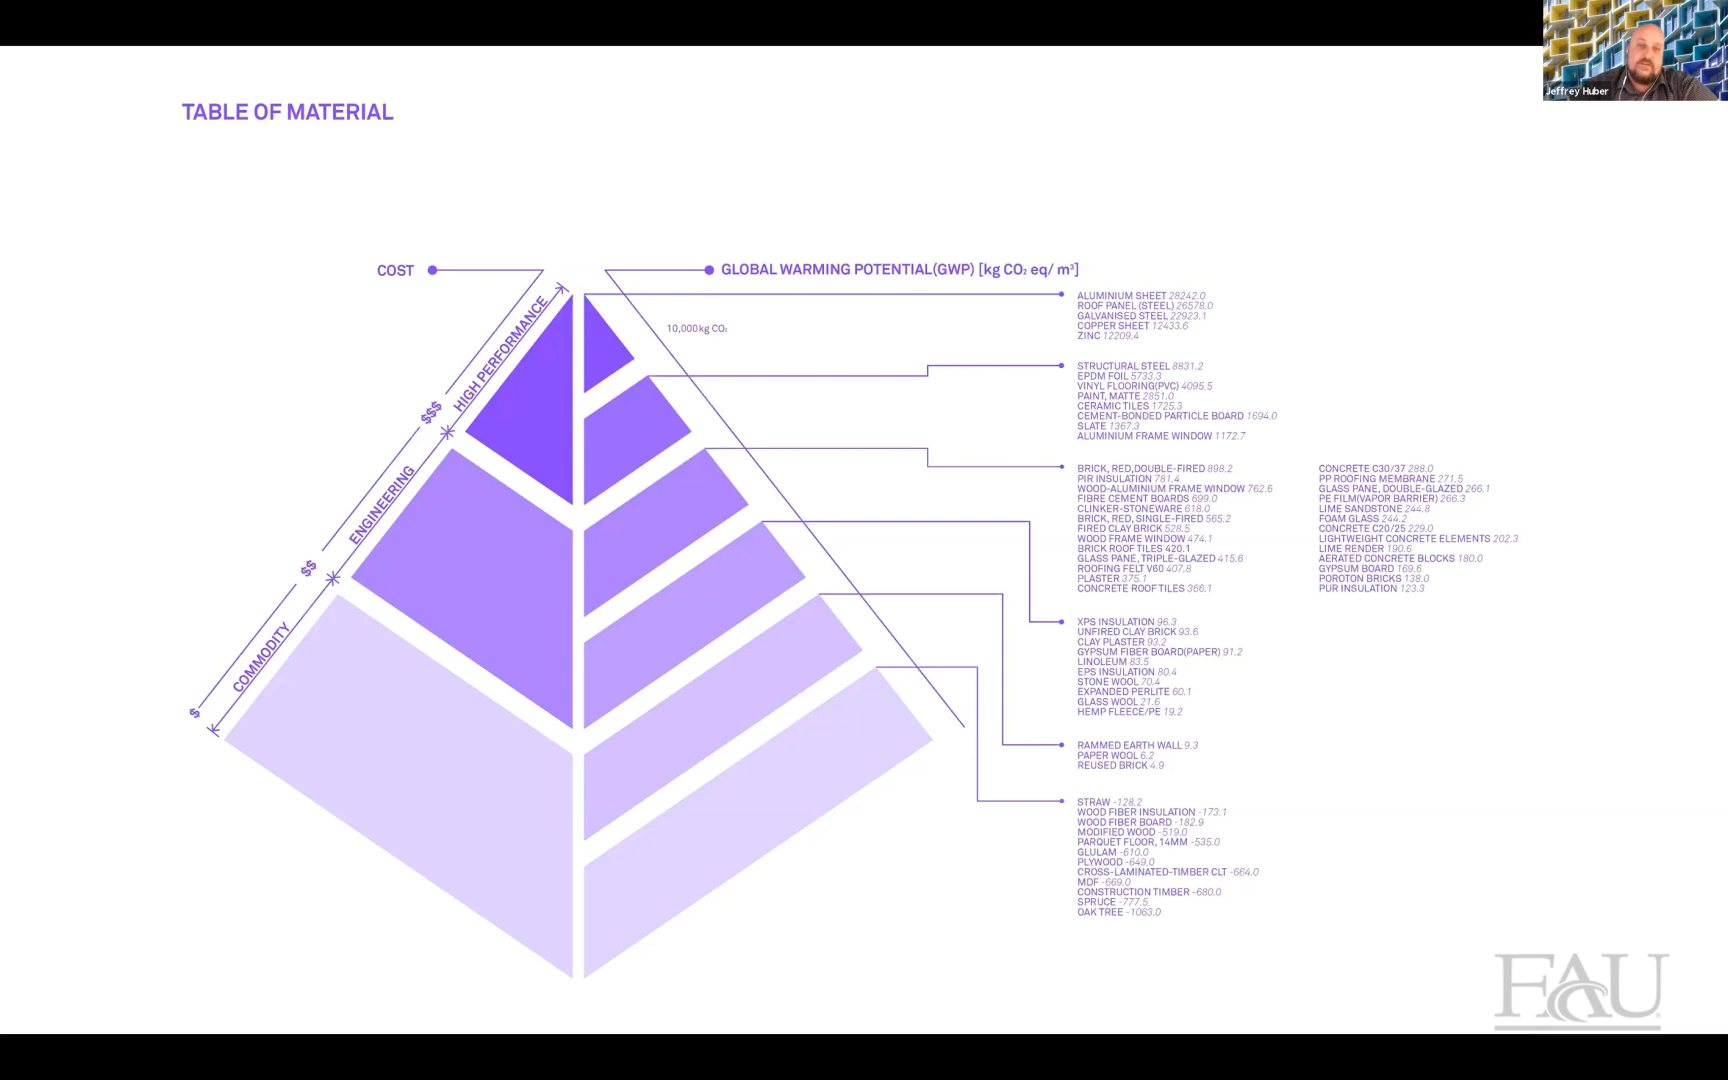 Jeffrey Huber
TABLE OF MATERIAL
COST
GLOBAL WARMING POTENTIAL(GWP) [kg CO₂ eq/ m³]
HIGH PERFORMANCE
ENGINEERING
COMMODITY
$$$
$$
$
10,000kg CO₂
ALUMINIUM SHEET 28242.0
ROOF PANEL (STEEL) 26578.0
GALVANISED STEEL 22923.1
COPPER SHEET 12433.6
ZINC 12209.4
STRUCTURAL STEEL 8831.2
EPDM FOIL 5733.3
VINYL FLOORING(PVC) 4095.5
PAINT, MATTE 2851.0
CERAMIC TILES 1725.3
CEMENT-BONDED PARTICLE BOARD 1694.0
SLATE 1367.3
ALUMINIUM FRAME WINDOW 1172.7
BRICK, RED,DOUBLE-FIRED 898.2
PIR INSULATION 781.4
WOOD-ALUMINIUM FRAME WINDOW 762.6
FIBRE CEMENT BOARDS 699.0
CLINKER-STONEWARE 618.0
BRICK, RED, SINGLE-FIRED 565.2
FIRED CLAY BRICK 528.5
WOOD FRAME WINDOW 474.1
BRICK ROOF TILES 420.1
GLASS PANE, TRIPLE-GLAZED 415.6
ROOFING FELT V60 407.8
PLASTER 375.1
CONCRETE ROOF TILES 366.1
CONCRETE C30/37 288.0
PP ROOFING MEMBRANE 271.5
GLASS PANE, DOUBLE-GLAZED 266.1
PE FILM(VAPOR BARRIER) 266.3
LIME SANDSTONE 244.8
FOAM GLASS 244.2
CONCRETE C20/25 229.0
LIGHTWEIGHT CONCRETE ELEMENTS 202.3
LIME RENDER 190.6
AERATED CONCRETE BLOCKS 180.0
GYPSUM BOARD 169.6
POROTON BRICKS 138.0
PUR INSULATION 123.3
XPS INSULATION 96.3
UNFIRED CLAY BRICK 93.6
CLAY PLASTER 93.2
GYPSUM FIBER BOARD(PAPER) 91.2
LINOLEUM 83.5
EPS INSULATION 80.4
STONE WOOL 70.4
EXPANDED PERLITE 60.1
GLASS WOOL 21.6
HEMP FLEECE/PE 19.2
RAMMED EARTH WALL 9.3
PAPER WOOL 6.2
REUSED BRICK 4.9
STRAW -128.2
WOOD FIBER INSULATION -173.1
WOOD FIBER BOARD -182.9
MODIFIED WOOD -519.0
PARQUET FLOOR, 14MM -535.0
GLULAM -610.0
PLYWOOD -649.0
CROSS-LAMINATED-TIMBER CLT -664.0
MDF -669.0
CONSTRUCTION TIMBER -680.0
SPRUCE -777.5
OAK TREE -1063.0
FAU